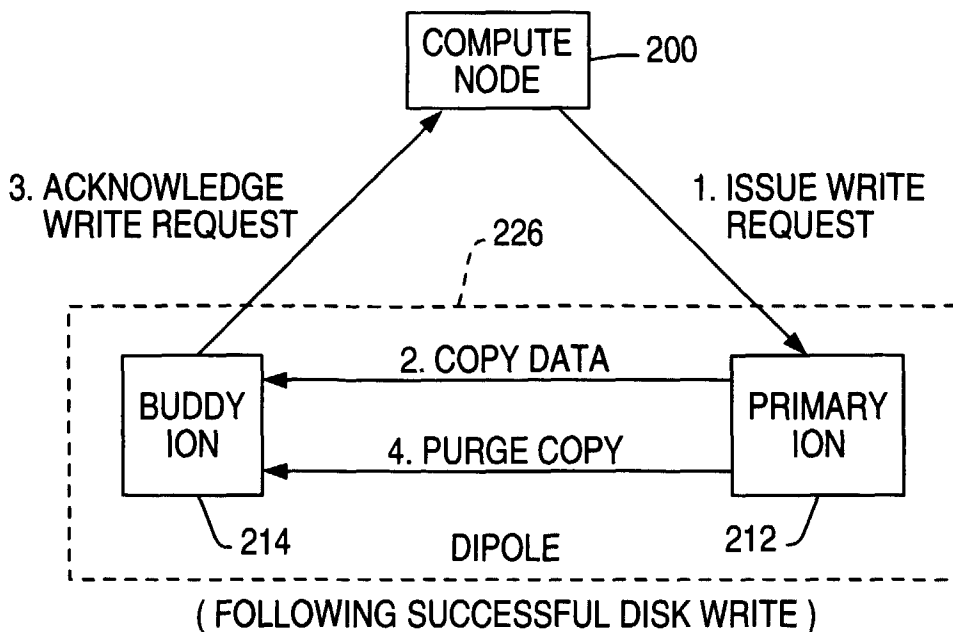 COMPUTE
NODE
200
3. ACKNOWLEDGE
WRITE REQUEST
1. ISSUE WRITE
REQUEST
226
BUDDY
ION
2. COPY DATA
4. PURGE COPY
PRIMARY
ION
214
DIPOLE
212
( FOLLOWING SUCCESSFUL DISK WRITE )